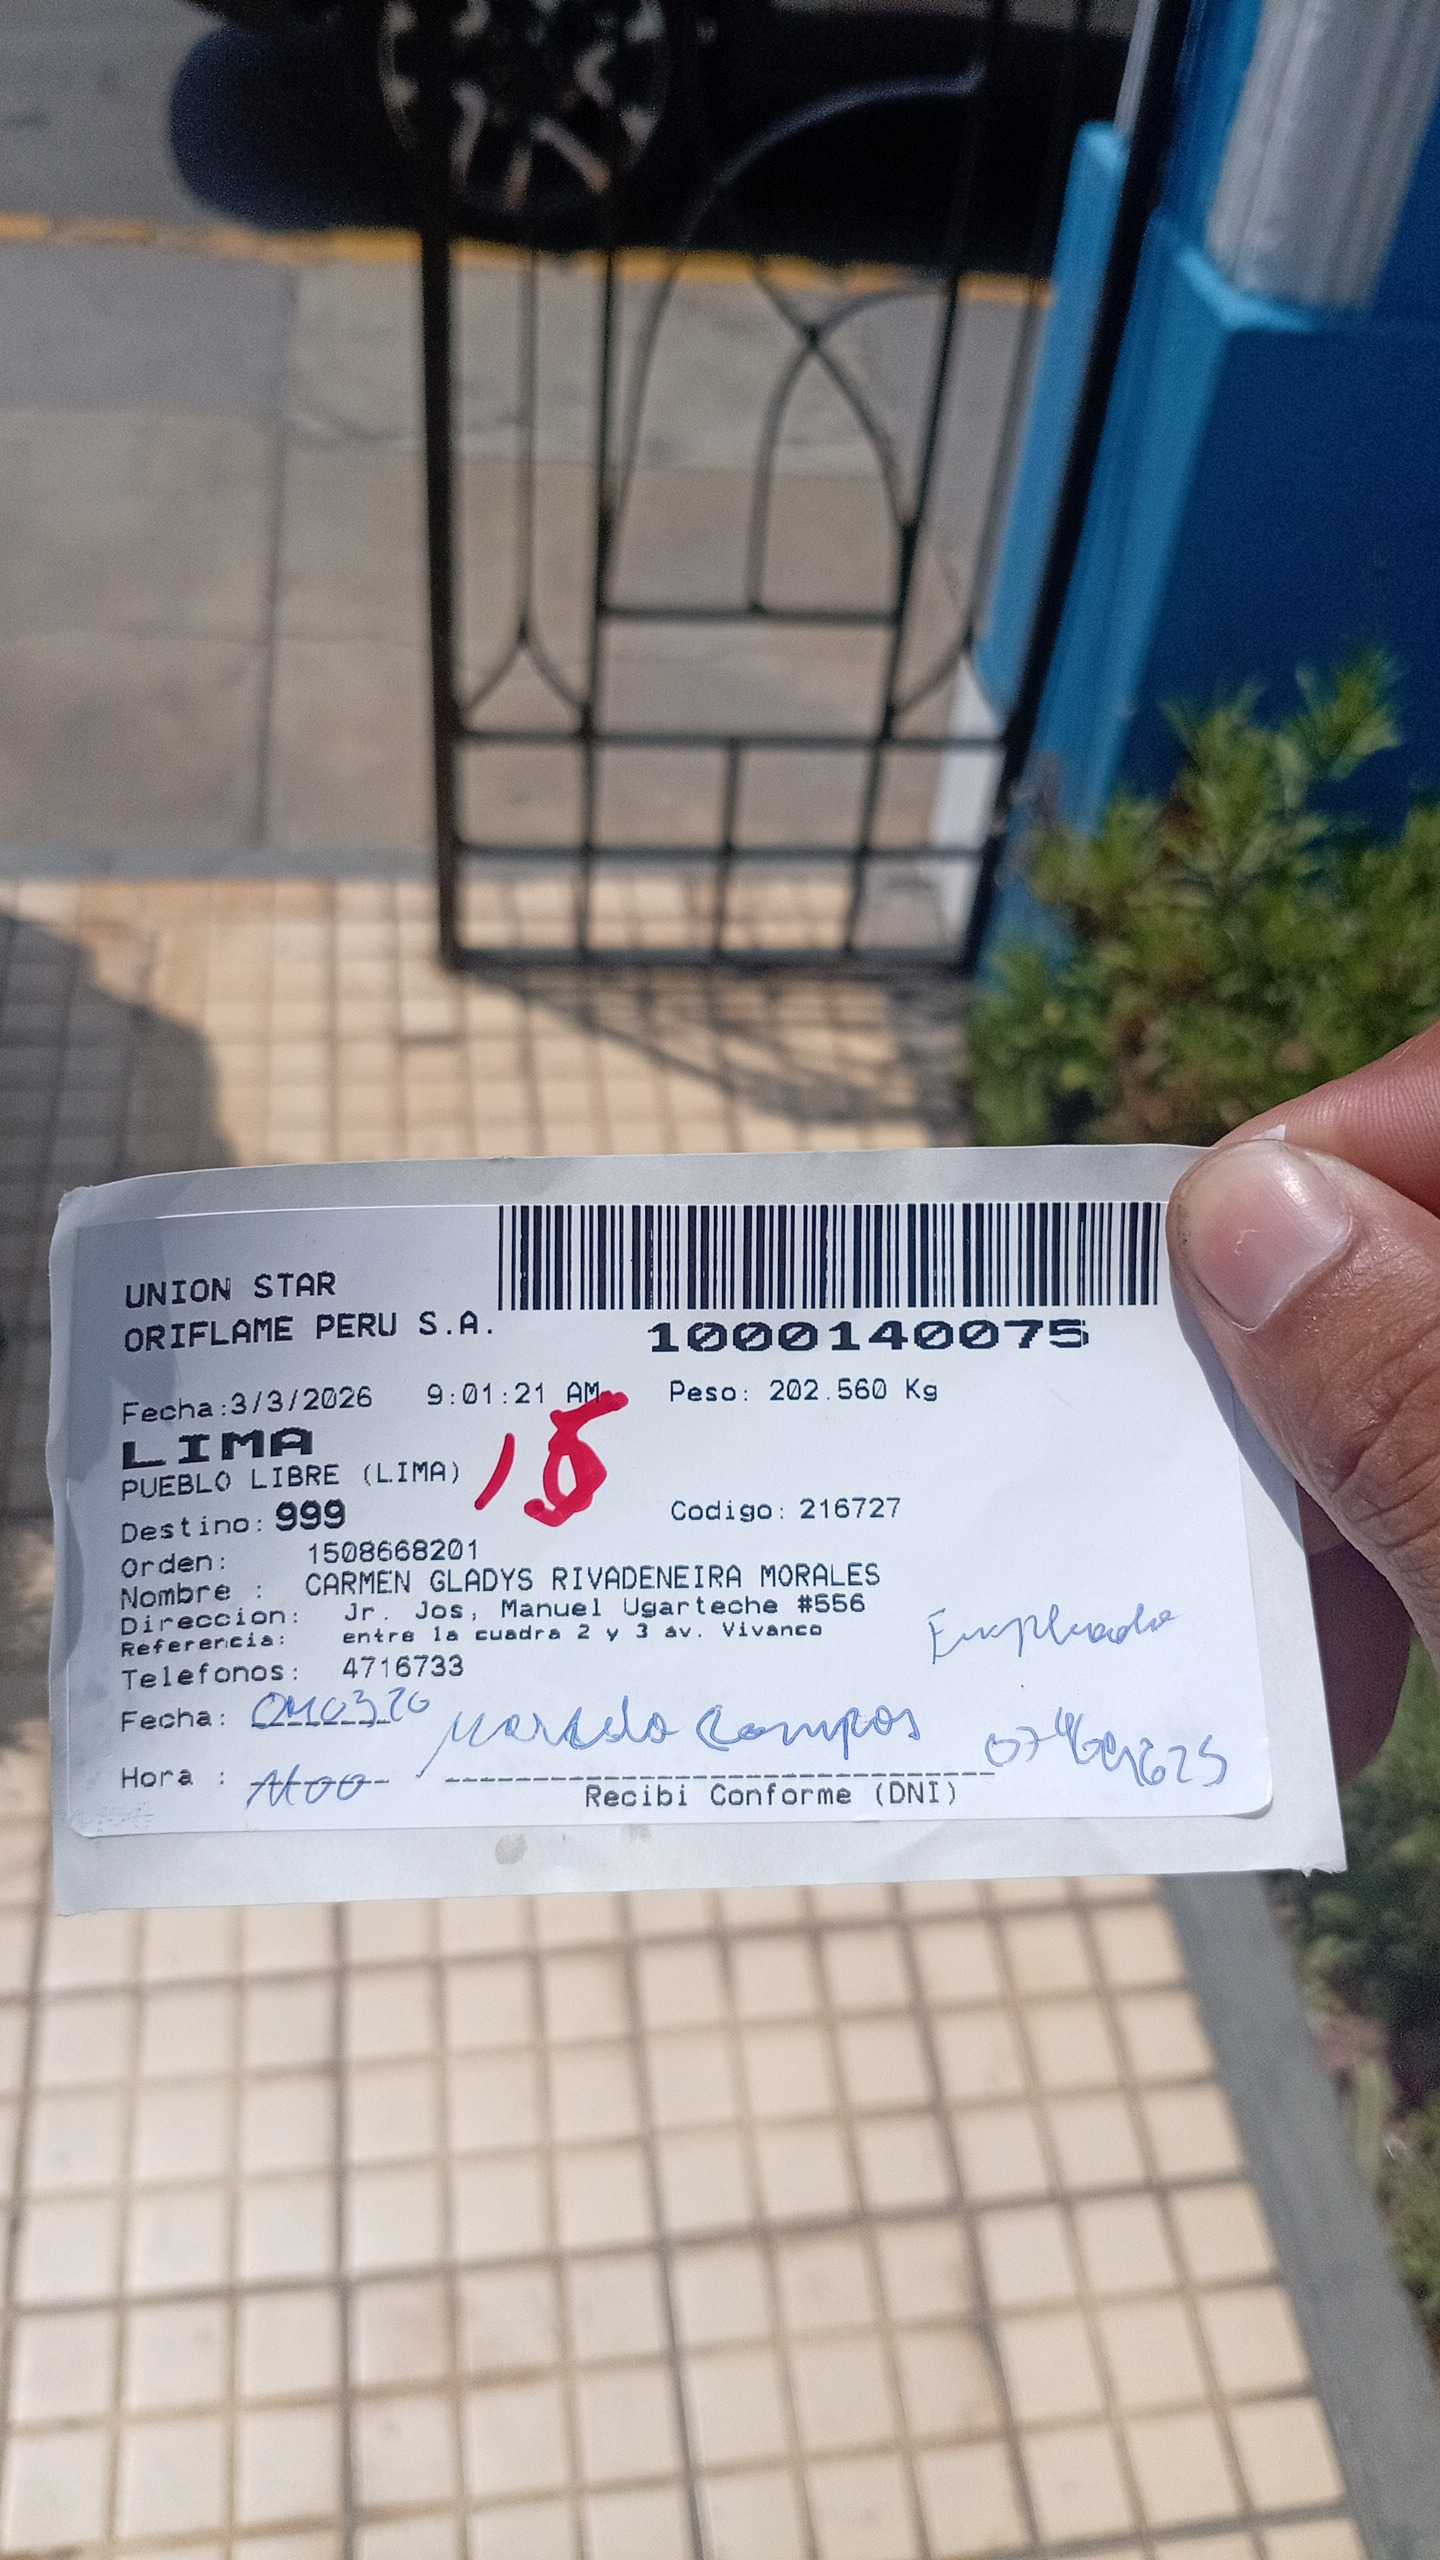 UNION STAR
ORIFLAME PERU S.A.
1000140075
Fecha:3/3/2026 9:01:21 AM Peso: 202.560 Kg
LIMA
PUEBLO LIBRE (LIMA)
Destino: 999 Codigo: 216727
Orden: 1508668201
Nombre : CARMEN GLADYS RIVADENEIRA MORALES
Direccion: Jr. Jos, Manuel Ugarteche #556
Referencia: entre la cuadra 2 y 3 av. Vivanco
Telefonos: 4716733
Empleado
Fecha: 040326 Marcelo Campos
Hora :
Recibi Conforme (DNI)